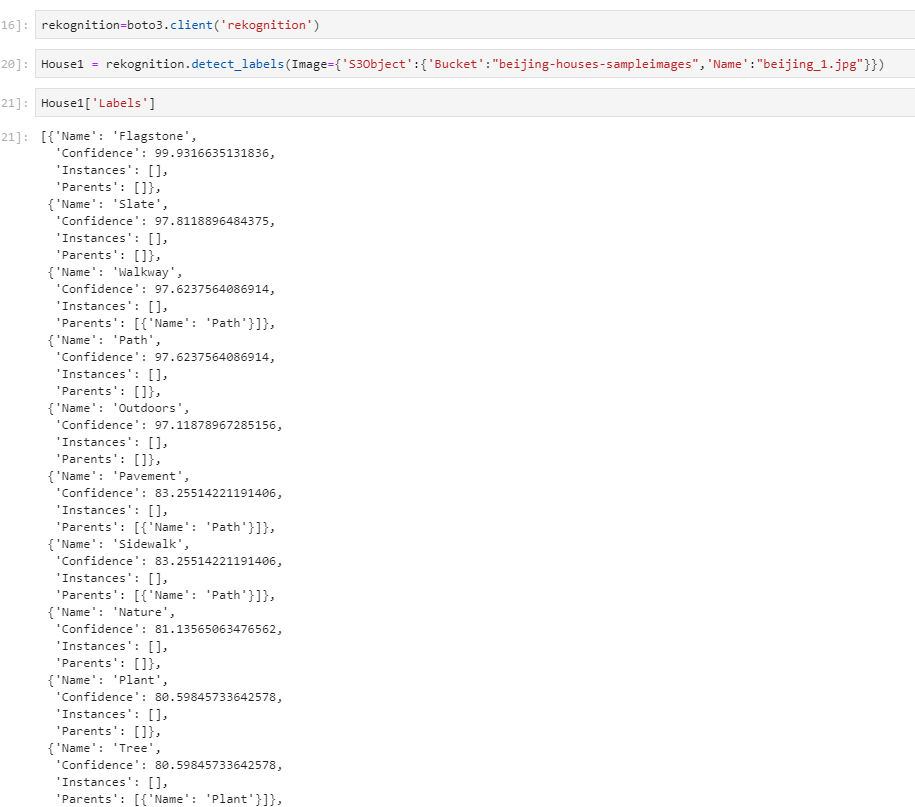 16]: rekognition=boto3.client('rekognition')
20]: House1 = rekognition.detect_labels(Image={'S3Object':{'Bucket':"beijing-houses-sampleimages",'Name':"beijing_1.jpg"}})
21]: House1['Labels']
21]: [{'Name': 'Flagstone',
'Confidence': 99.9316635131836,
'Instances': [],
'Parents': []},
{'Name': 'Slate',
'Confidence': 97.8118896484375,
'Instances': [],
'Parents': []},
{'Name': 'Walkway',
'Confidence': 97.6237564086914,
'Instances': [],
'Parents': [{'Name': 'Path'}]},
{'Name': 'Path',
'Confidence': 97.6237564086914,
'Instances': [],
'Parents': []},
{'Name': 'Outdoors',
'Confidence': 97.11878967285156,
'Instances': [],
'Parents': []},
{'Name': 'Pavement',
'Confidence': 83.25514221191406,
'Instances': [],
'Parents': [{'Name': 'Path'}]},
{'Name': 'Sidewalk',
'Confidence': 83.25514221191406,
'Instances': [],
'Parents': [{'Name': 'Path'}]},
{'Name': 'Nature',
'Confidence': 81.13565063476562,
'Instances': [],
'Parents': []},
{'Name': 'Plant',
'Confidence': 80.59845733642578,
'Instances': [],
'Parents': []},
{'Name': 'Tree',
'Confidence': 80.59845733642578,
'Instances': [],
'Parents': [{'Name': 'Plant'}]},